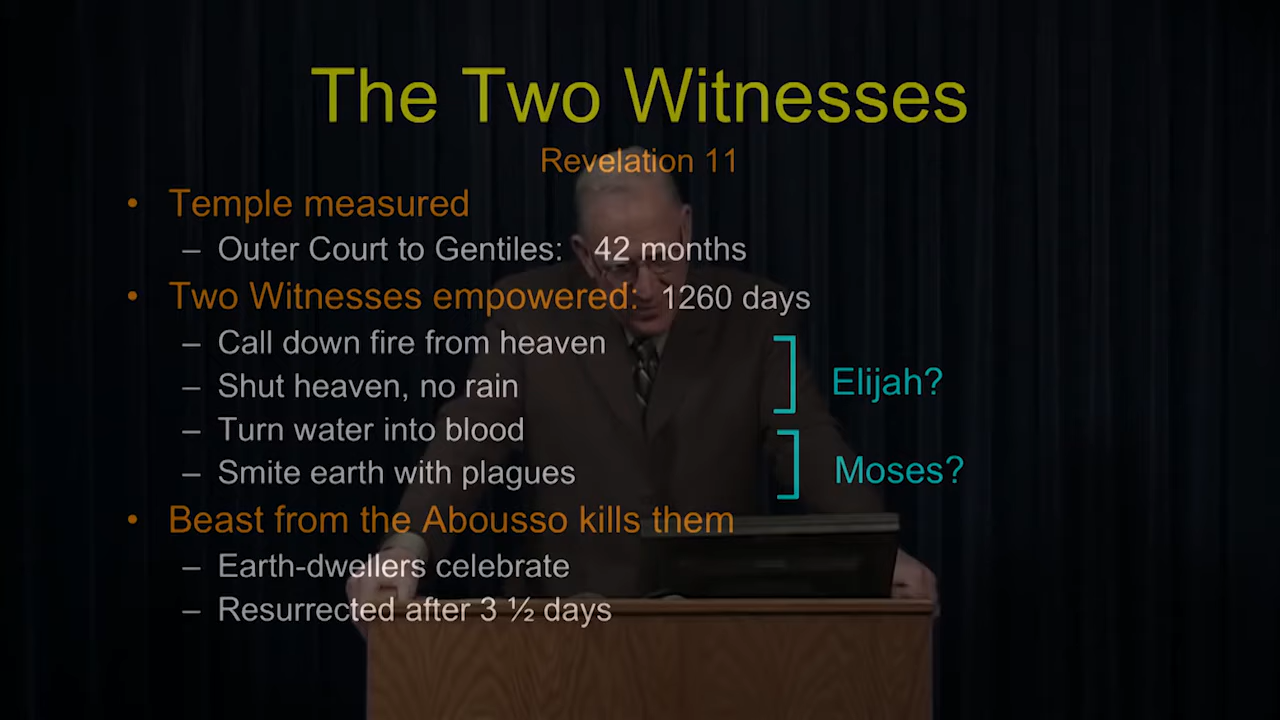 The Two Witnesses
Revelation 11
• Temple measured
– Outer Court to Gentiles: 42 months
• Two Witnesses empowered: 1260 days
– Call down fire from heaven
– Shut heaven, no rain
Elijah?
– Turn water into blood
– Smite earth with plagues
Moses?
• Beast from the Abousso kills them
– Earth-dwellers celebrate
– Resurrected after 3 ½ days